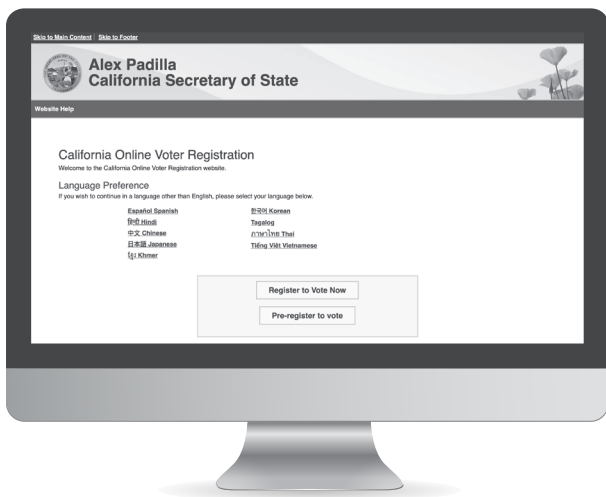 Skip to Main Content | Skip to Footer
Alex Padilla
California Secretary of State
Website Help
California Online Voter Registration
Welcome to the California Online Voter Registration website.
Language Preference
If you wish to continue in a language other than English, please select your language below.
Español Spanish
हिन्दी Hindi
中文 Chinese
日本語 Japanese
ខ្មែរ Khmer
한국어 Korean
Tagalog
ภาษาไทย Thai
Tiếng Việt Vietnamese
Register to Vote Now
Pre-register to vote